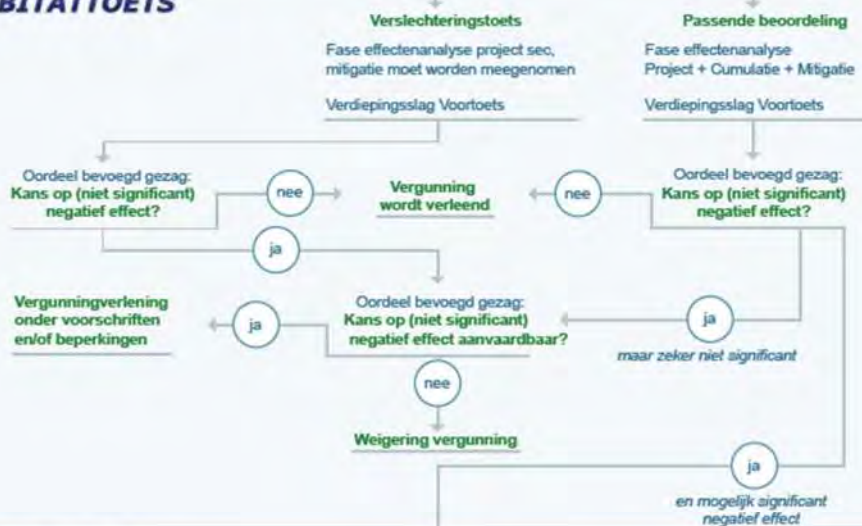 BITATTOETS
Verslechteringstoets
Fase effectenanalyse project sec,
mitigatie moet worden meegenomen
Verdiepingsslag Voortoets
Passende beoordeling
Fase effectenanalyse
Project + Cumulatie + Mitigatie
Verdiepingsslag Voortoets
Oordeel bevoegd gezag:
Kans op (niet significant)
negatief effect?
nee
Vergunning
wordt verleend
nee
Oordeel bevoegd gezag:
Kans op (niet significant)
negatief effect?
ja
Vergunningverlening
onder voorschriften
en/of beperkingen
ja
Oordeel bevoegd gezag:
Kans op (niet significant)
negatief effect aanvaardbaar?
ja
maar zeker niet significant
nee
Weigering vergunning
ja
en mogelijk significant
negatief effect